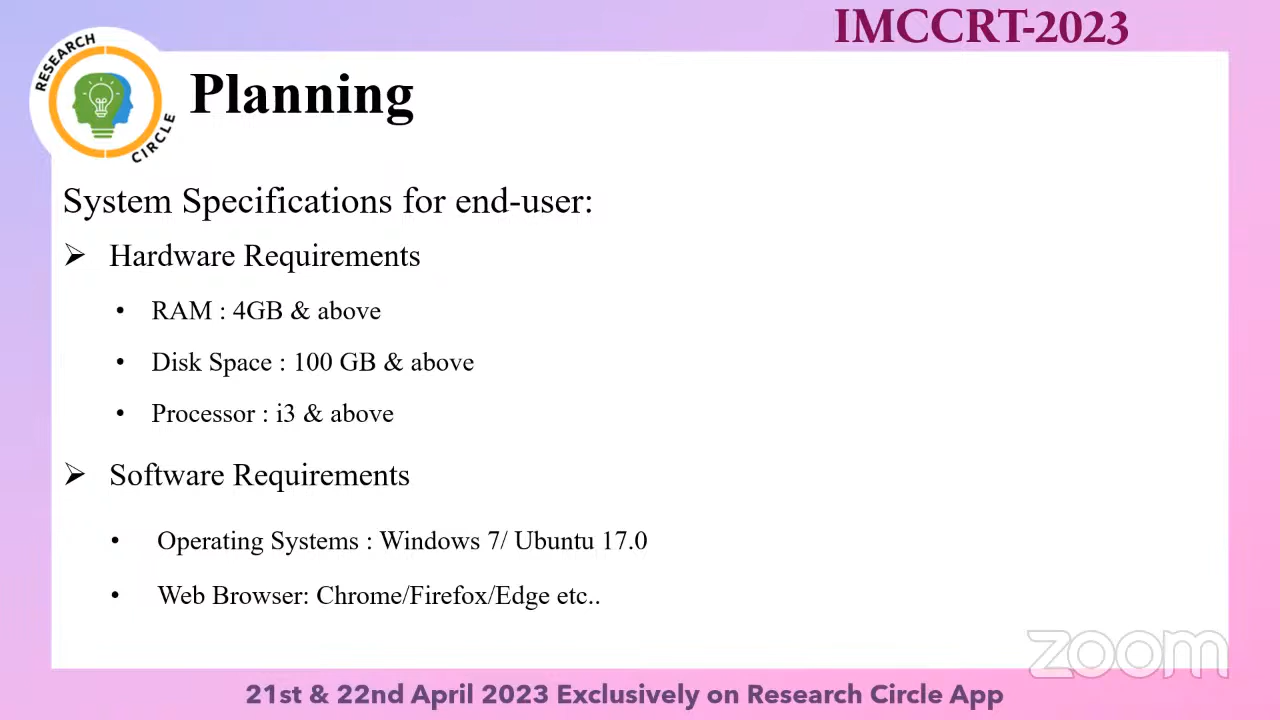 IMCCRT-2023
RESEARCH
CIRCLE
Planning
System Specifications for end-user:
➢ Hardware Requirements
• RAM : 4GB & above
• Disk Space : 100 GB & above
• Processor : i3 & above
➢ Software Requirements
• Operating Systems : Windows 7/ Ubuntu 17.0
• Web Browser: Chrome/Firefox/Edge etc..
zoom
21st & 22nd April 2023 Exclusively on Research Circle App